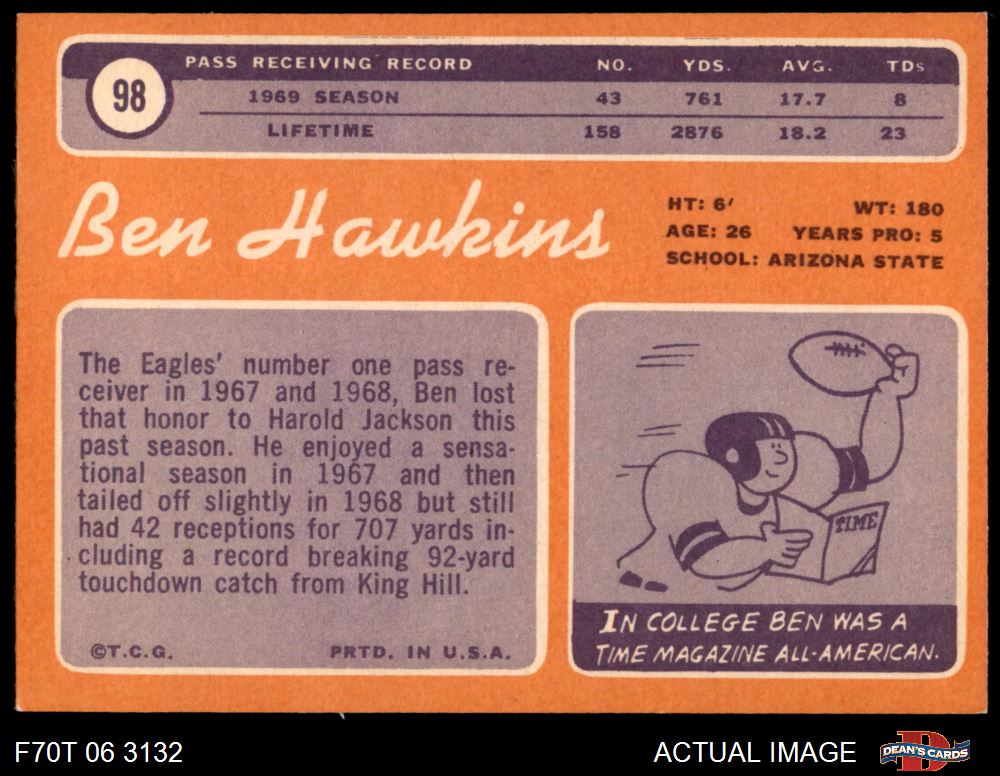 98
PASS RECEIVING RECORD NO. YDS. AVG. TDs
1969 SEASON 43 761 17.7 8
LIFETIME 158 2876 18.2 23
Ben Hawkins
HT: 6′ WT: 180
AGE: 26 YEARS PRO: 5
SCHOOL: ARIZONA STATE
The Eagles' number one pass re-
ceiver in 1967 and 1968, Ben lost
that honor to Harold Jackson this
past season. He enjoyed a sensa-
tional season in 1967 and then
tailed off slightly in 1968 but still
had 42 receptions for 707 yards in-
cluding a record breaking 92-yard
touchdown catch from King Hill.
©T.C.G. PRTD. IN U.S.A.
TIME
IN COLLEGE BEN WAS A
TIME MAGAZINE ALL-AMERICAN.
F70T 06 3132 ACTUAL IMAGE
D
DEAN'S CARDS